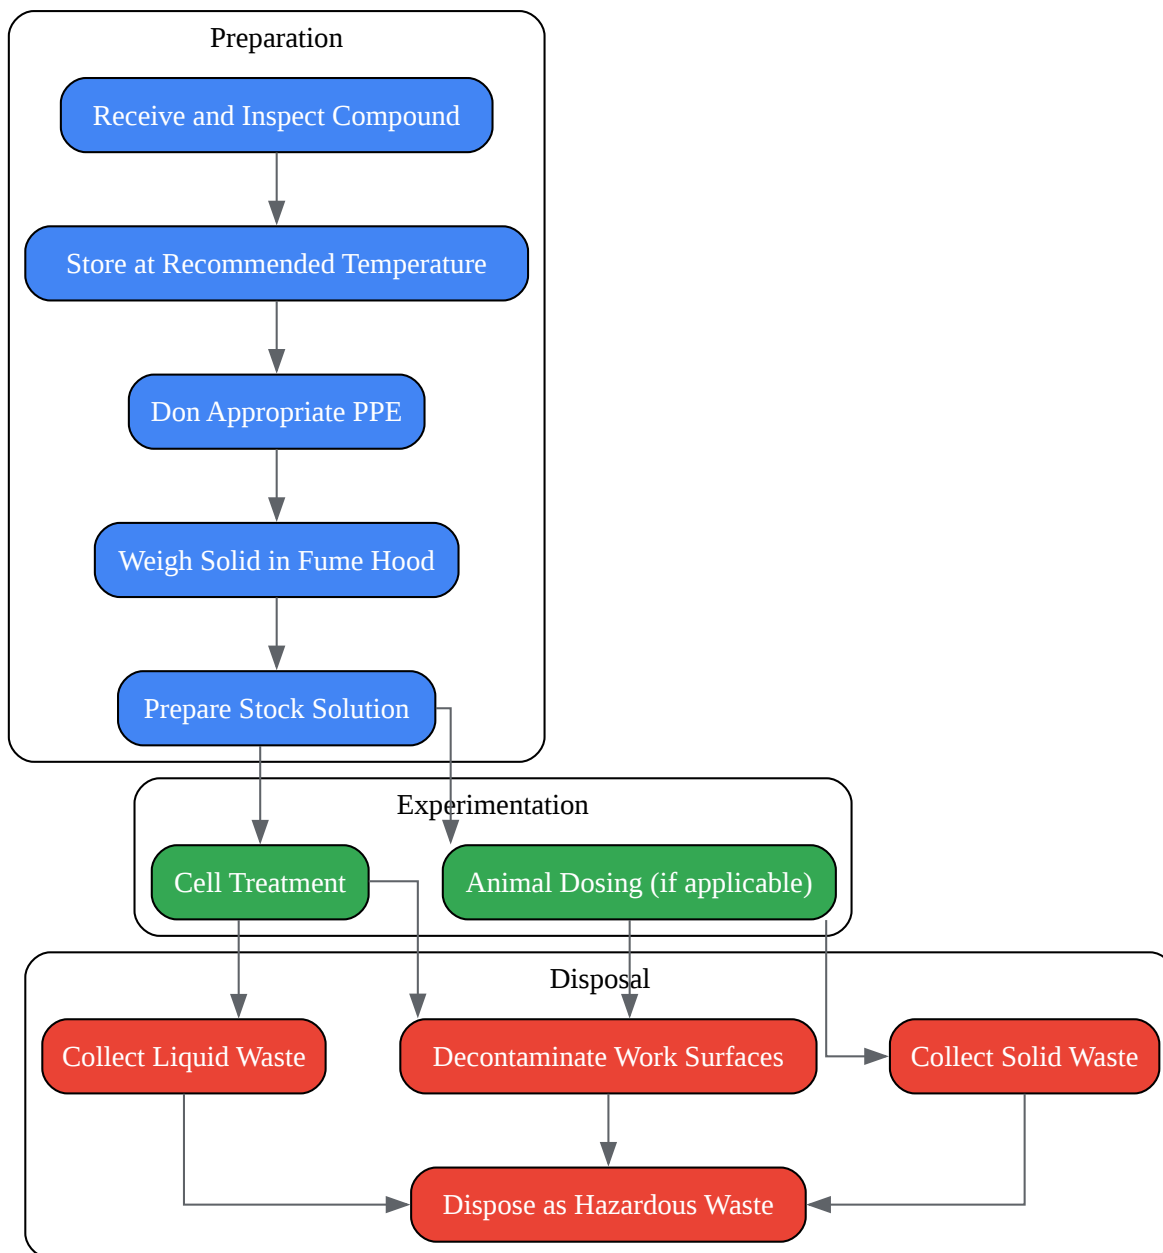 Preparation
Receive and Inspect Compound
Store at Recommended Temperature
Don Appropriate PPE
Weigh Solid in Fume Hood
Prepare Stock Solution
Experimentation
Cell Treatment
Animal Dosing (if applicable)
Disposal
Collect Liquid Waste
Decontaminate Work Surfaces
Collect Solid Waste
Dispose as Hazardous Waste